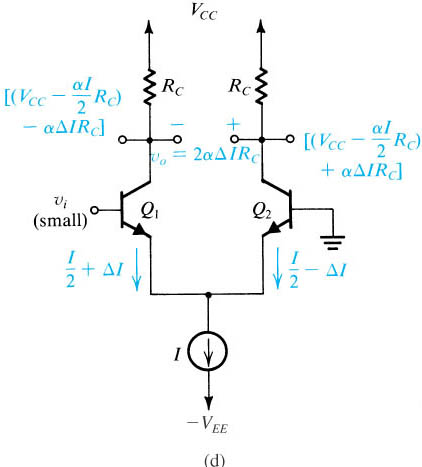 V_CC
R_C
R_C
[(V_CC − αI/2 R_C)
− αΔIR_C]
− +
v_o = 2αΔIR_C
[(V_CC − αI/2 R_C)
+ αΔIR_C]
v_i
(small)
Q_1
Q_2
I/2 + ΔI
I/2 − ΔI
I
−V_EE
(d)